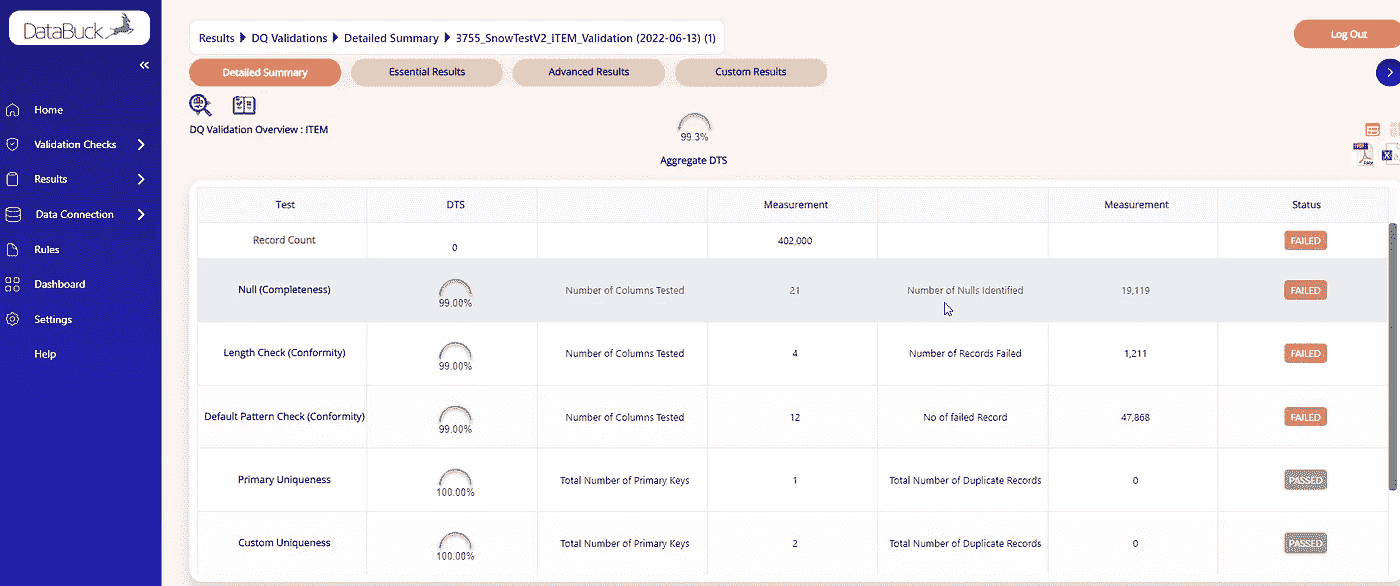 DataBuck
Results DQ Validations Detailed Summary 3755_SnowTestV2_ITEM_Validation (2022-06-13) (1)
Log Out
«
Detailed Summary Essential Results Advanced Results Custom Results
Home
Validation Checks
Results
Data Connection
Rules
Dashboard
Settings
Help
DQ Validation Overview : ITEM
99.3%
Aggregate DTS
Test DTS Measurement Measurement Status
Record Count 0 402,000 FAILED
Null (Completeness) 99.00% Number of Columns Tested 21 Number of Nulls Identified 19,119 FAILED
Length Check (Conformity) 99.00% Number of Columns Tested 4 Number of Records Failed 1,211 FAILED
Default Pattern Check (Conformity) 99.00% Number of Columns Tested 12 No of failed Record 47,868 FAILED
Primary Uniqueness 100.00% Total Number of Primary Keys 1 Total Number of Duplicate Records 0 PASSED
Custom Uniqueness 100.00% Total Number of Primary Keys 2 Total Number of Duplicate Records 0 PASSED